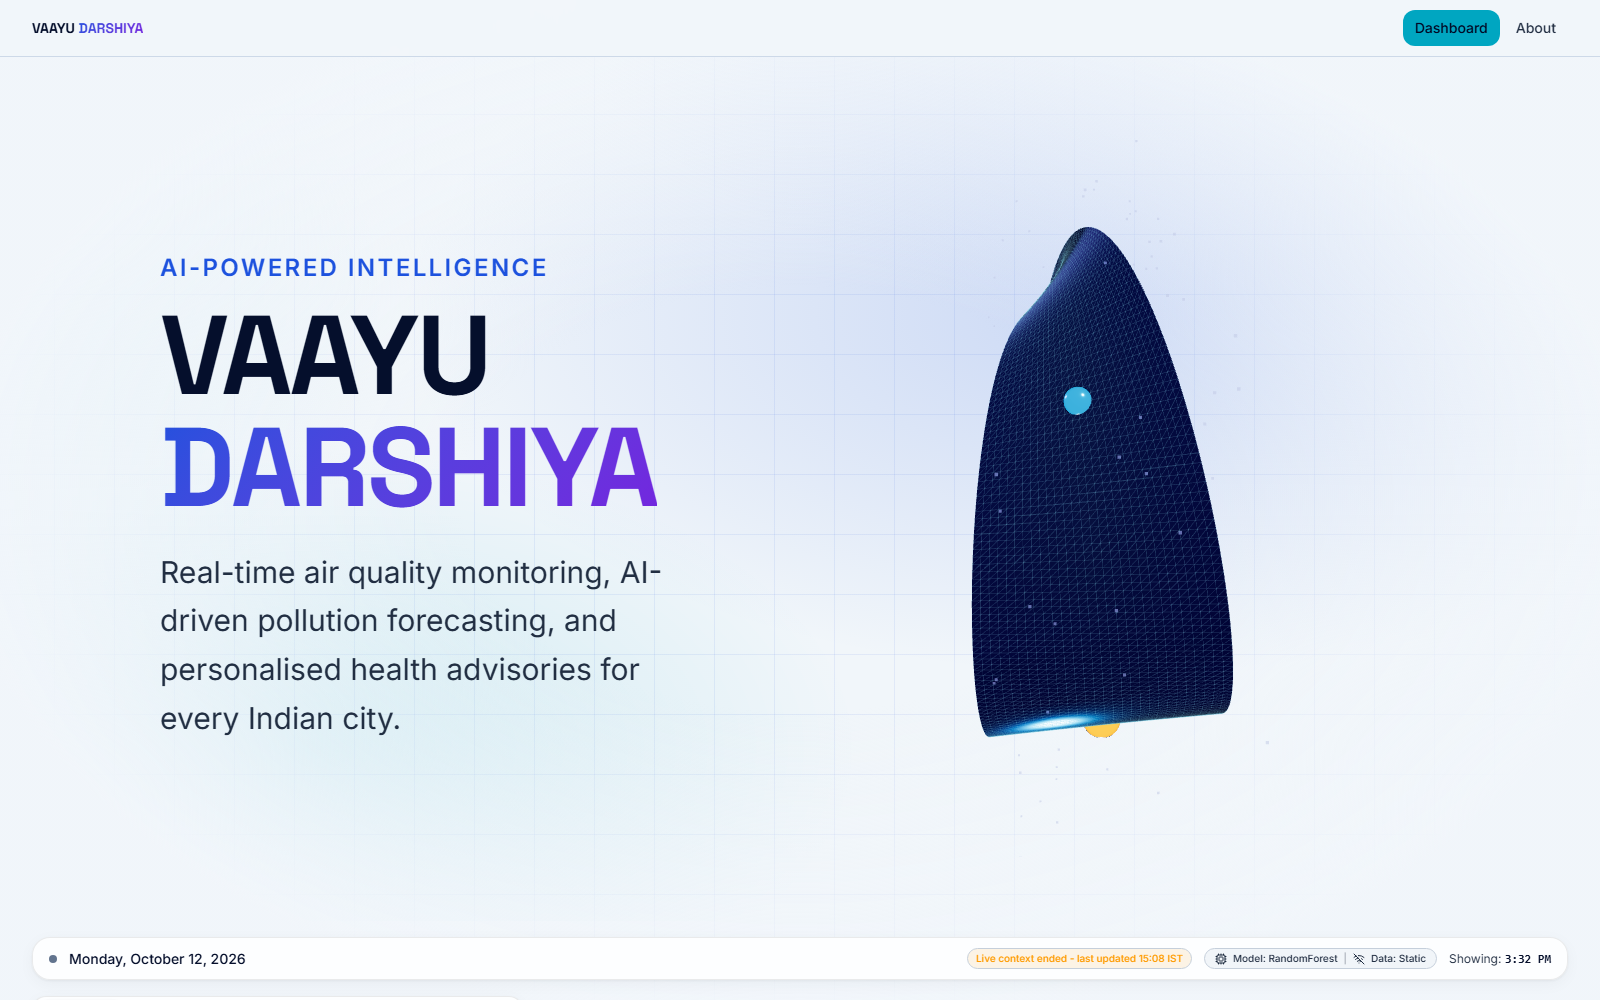 VAAYU DARSHIYA
Dashboard
About
AI-POWERED INTELLIGENCE
VAAYU
DARSHIYA
Real-time air quality monitoring, AI-
driven pollution forecasting, and
personalised health advisories for
every Indian city.
Monday, October 12, 2026
Live context ended - last updated 15:08 IST
Model: RandomForest | Data: Static
Showing: 3:32 PM